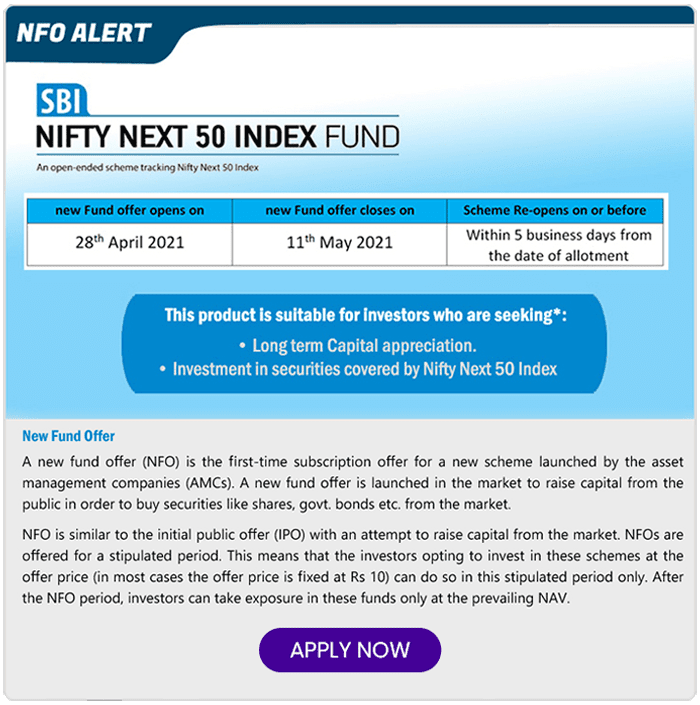 NFO ALERT
SBI
NIFTY NEXT 50 INDEX FUND
An open-ended scheme tracking Nifty Next 50 Index
new Fund offer opens on new Fund offer closes on Scheme Re-opens on or before
28th April 2021 11th May 2021 Within 5 business days from
the date of allotment
This product is suitable for investors who are seeking*:
• Long term Capital appreciation.
• Investment in securities covered by Nifty Next 50 Index
New Fund Offer
A new fund offer (NFO) is the first-time subscription offer for a new scheme launched by the asset
management companies (AMCs). A new fund offer is launched in the market to raise capital from the
public in order to buy securities like shares, govt. bonds etc. from the market.
NFO is similar to the initial public offer (IPO) with an attempt to raise capital from the market. NFOs are
offered for a stipulated period. This means that the investors opting to invest in these schemes at the
offer price (in most cases the offer price is fixed at Rs 10) can do so in this stipulated period only. After
the NFO period, investors can take exposure in these funds only at the prevailing NAV.
APPLY NOW